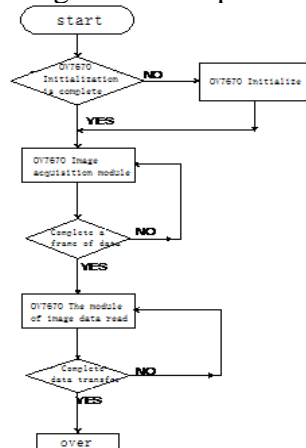 start
OV7670
Initialization
is complete
NO
OV7670 Initialize
YES
OV7670 Image
acquisition module
Complete a
frame of data
NO
YES
OV7670 The module
of image data read
Complete
data transfer
NO
YES
over